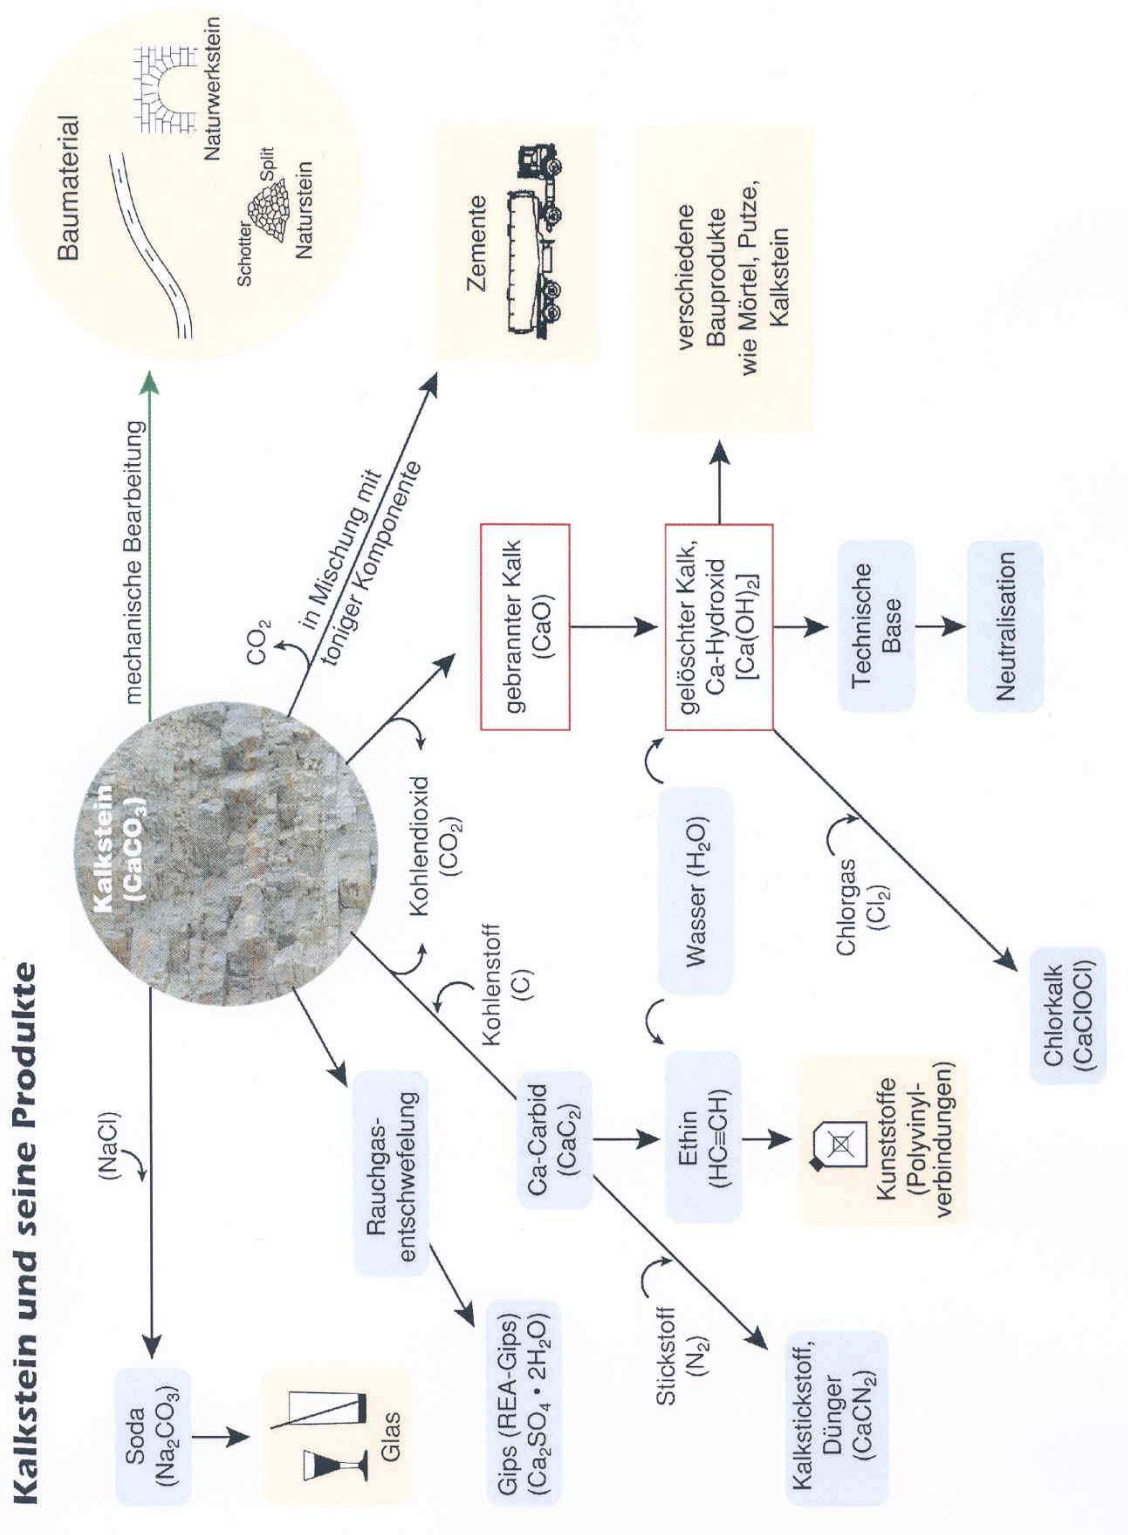 Kalkstein und seine Produkte
Kalkstein
(CaCO₃)
mechanische Bearbeitung
Baumaterial
Schotter
Split
Naturstein
Naturwerkstein
CO₂
in Mischung mit
toniger Komponente
Zemente
(NaCl)
Soda
(Na₂CO₃)
Glas
Rauchgas-
entschwefelung
Gips (REA-Gips)
(Ca₂SO₄ • 2H₂O)
Kohlendioxid
(CO₂)
Kohlenstoff
(C)
Ca-Carbid
(CaC₂)
Stickstoff
(N₂)
Kalkstickstoff,
Dünger
(CaCN₂)
Ethin
(HC≡CH)
Kunststoffe
(Polyvinyl-
verbindungen)
Wasser (H₂O)
gebrannter Kalk
(CaO)
gelöschter Kalk,
Ca-Hydroxid
[Ca(OH)₂]
verschiedene
Bauprodukte
wie Mörtel, Putze,
Kalkstein
Technische
Base
Neutralisation
Chlorgas
(Cl₂)
Chlorkalk
(CaClOCl)